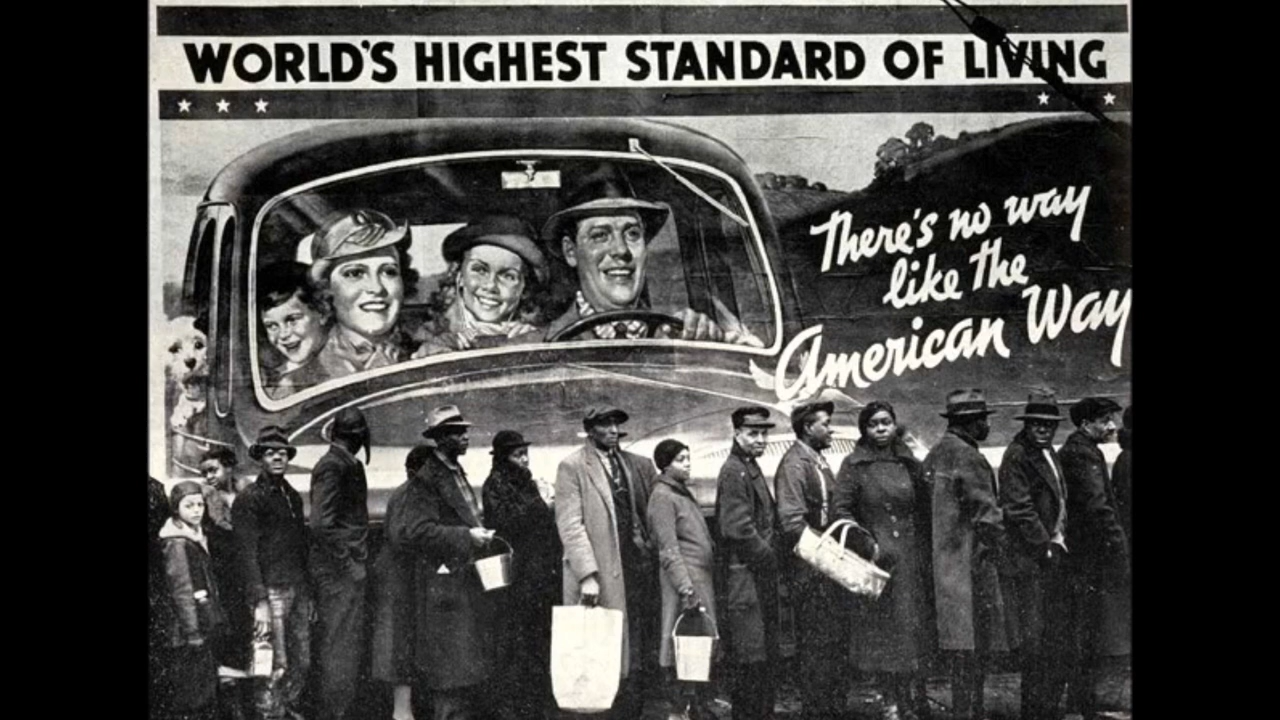 WORLD'S HIGHEST STANDARD OF LIVING
There's no way
like the
American Way